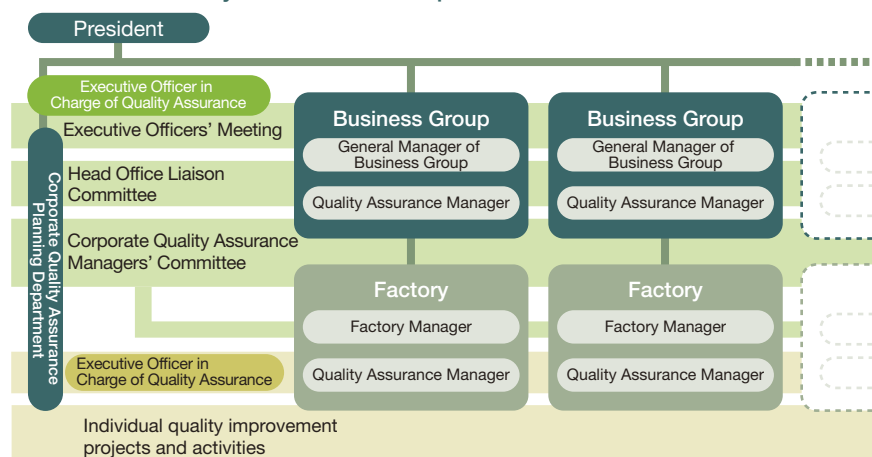 President
Executive Officer in
Charge of Quality Assurance
Executive Officers' Meeting
Head Office Liaison
Committee
Corporate Quality Assurance
Managers' Committee
Corporate Quality Assurance
Planning Department
Executive Officer in
Charge of Quality Assurance
Individual quality improvement
projects and activities
Business Group
General Manager of
Business Group
Quality Assurance Manager
Factory
Factory Manager
Quality Assurance Manager
Business Group
General Manager of
Business Group
Quality Assurance Manager
Factory
Factory Manager
Quality Assurance Manager